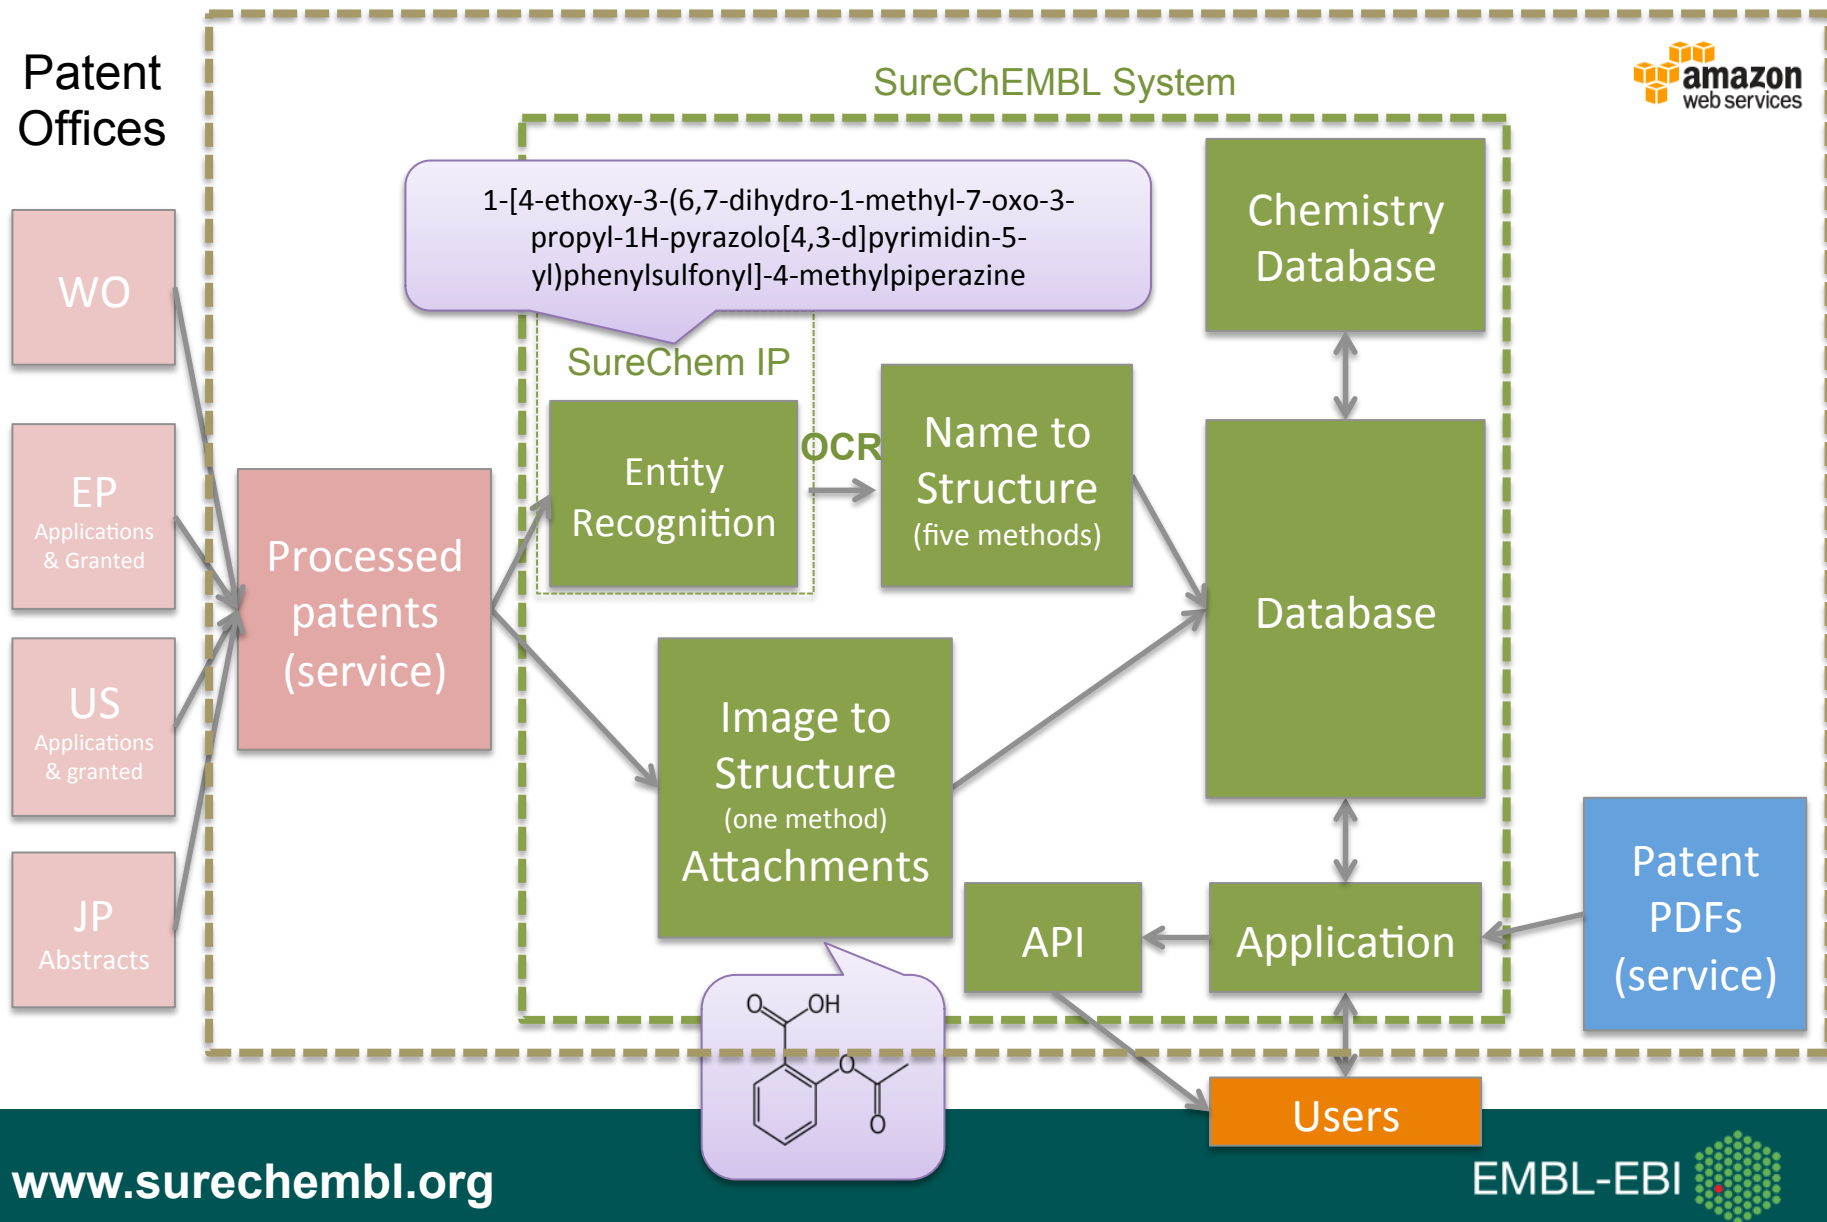 Patent
Offices
SureChEMBL System
amazon
web services
1-[4-ethoxy-3-(6,7-dihydro-1-methyl-7-oxo-3-
propyl-1H-pyrazolo[4,3-d]pyrimidin-5-
yl)phenylsulfonyl]-4-methylpiperazine
Chemistry
Database
WO
SureChem IP
EP
Applications
& Granted
Processed
patents
(service)
Entity
Recognition
OCR
Name to
Structure
(five methods)
Database
US
Applications
& granted
Image to
Structure
(one method)
Attachments
JP
Abstracts
API
Application
Patent
PDFs
(service)
O
OH
O
O
Users
www.surechembl.org
EMBL-EBI